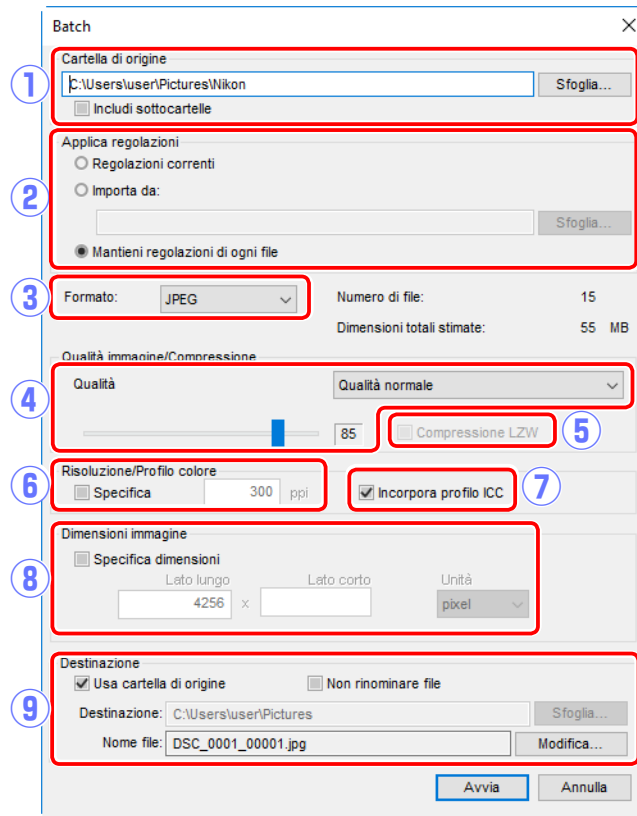 Batch
Cartella di origine
① C:\Users\user\Pictures\Nikon Sfoglia...
Includi sottocartelle
Applica regolazioni
Regolazioni correnti
② Importa da:
Sfoglia...
Mantieni regolazioni di ogni file
③ Formato: JPEG Numero di file: 15
Dimensioni totali stimate: 55 MB
Qualità immagine/Compressione
④ Qualità Qualità normale
85 Compressione LZW ⑤
Risoluzione/Profilo colore
⑥ Specifica 300 ppi Incorpora profilo ICC ⑦
Dimensioni immagine
⑧ Specifica dimensioni
Lato lungo Lato corto Unità
4256 x pixel
Destinazione
Usa cartella di origine Non rinominare file
⑨ Destinazione: C:\Users\user\Pictures Sfoglia...
Nome file: DSC_0001_00001.jpg Modifica...
Avvia Annulla